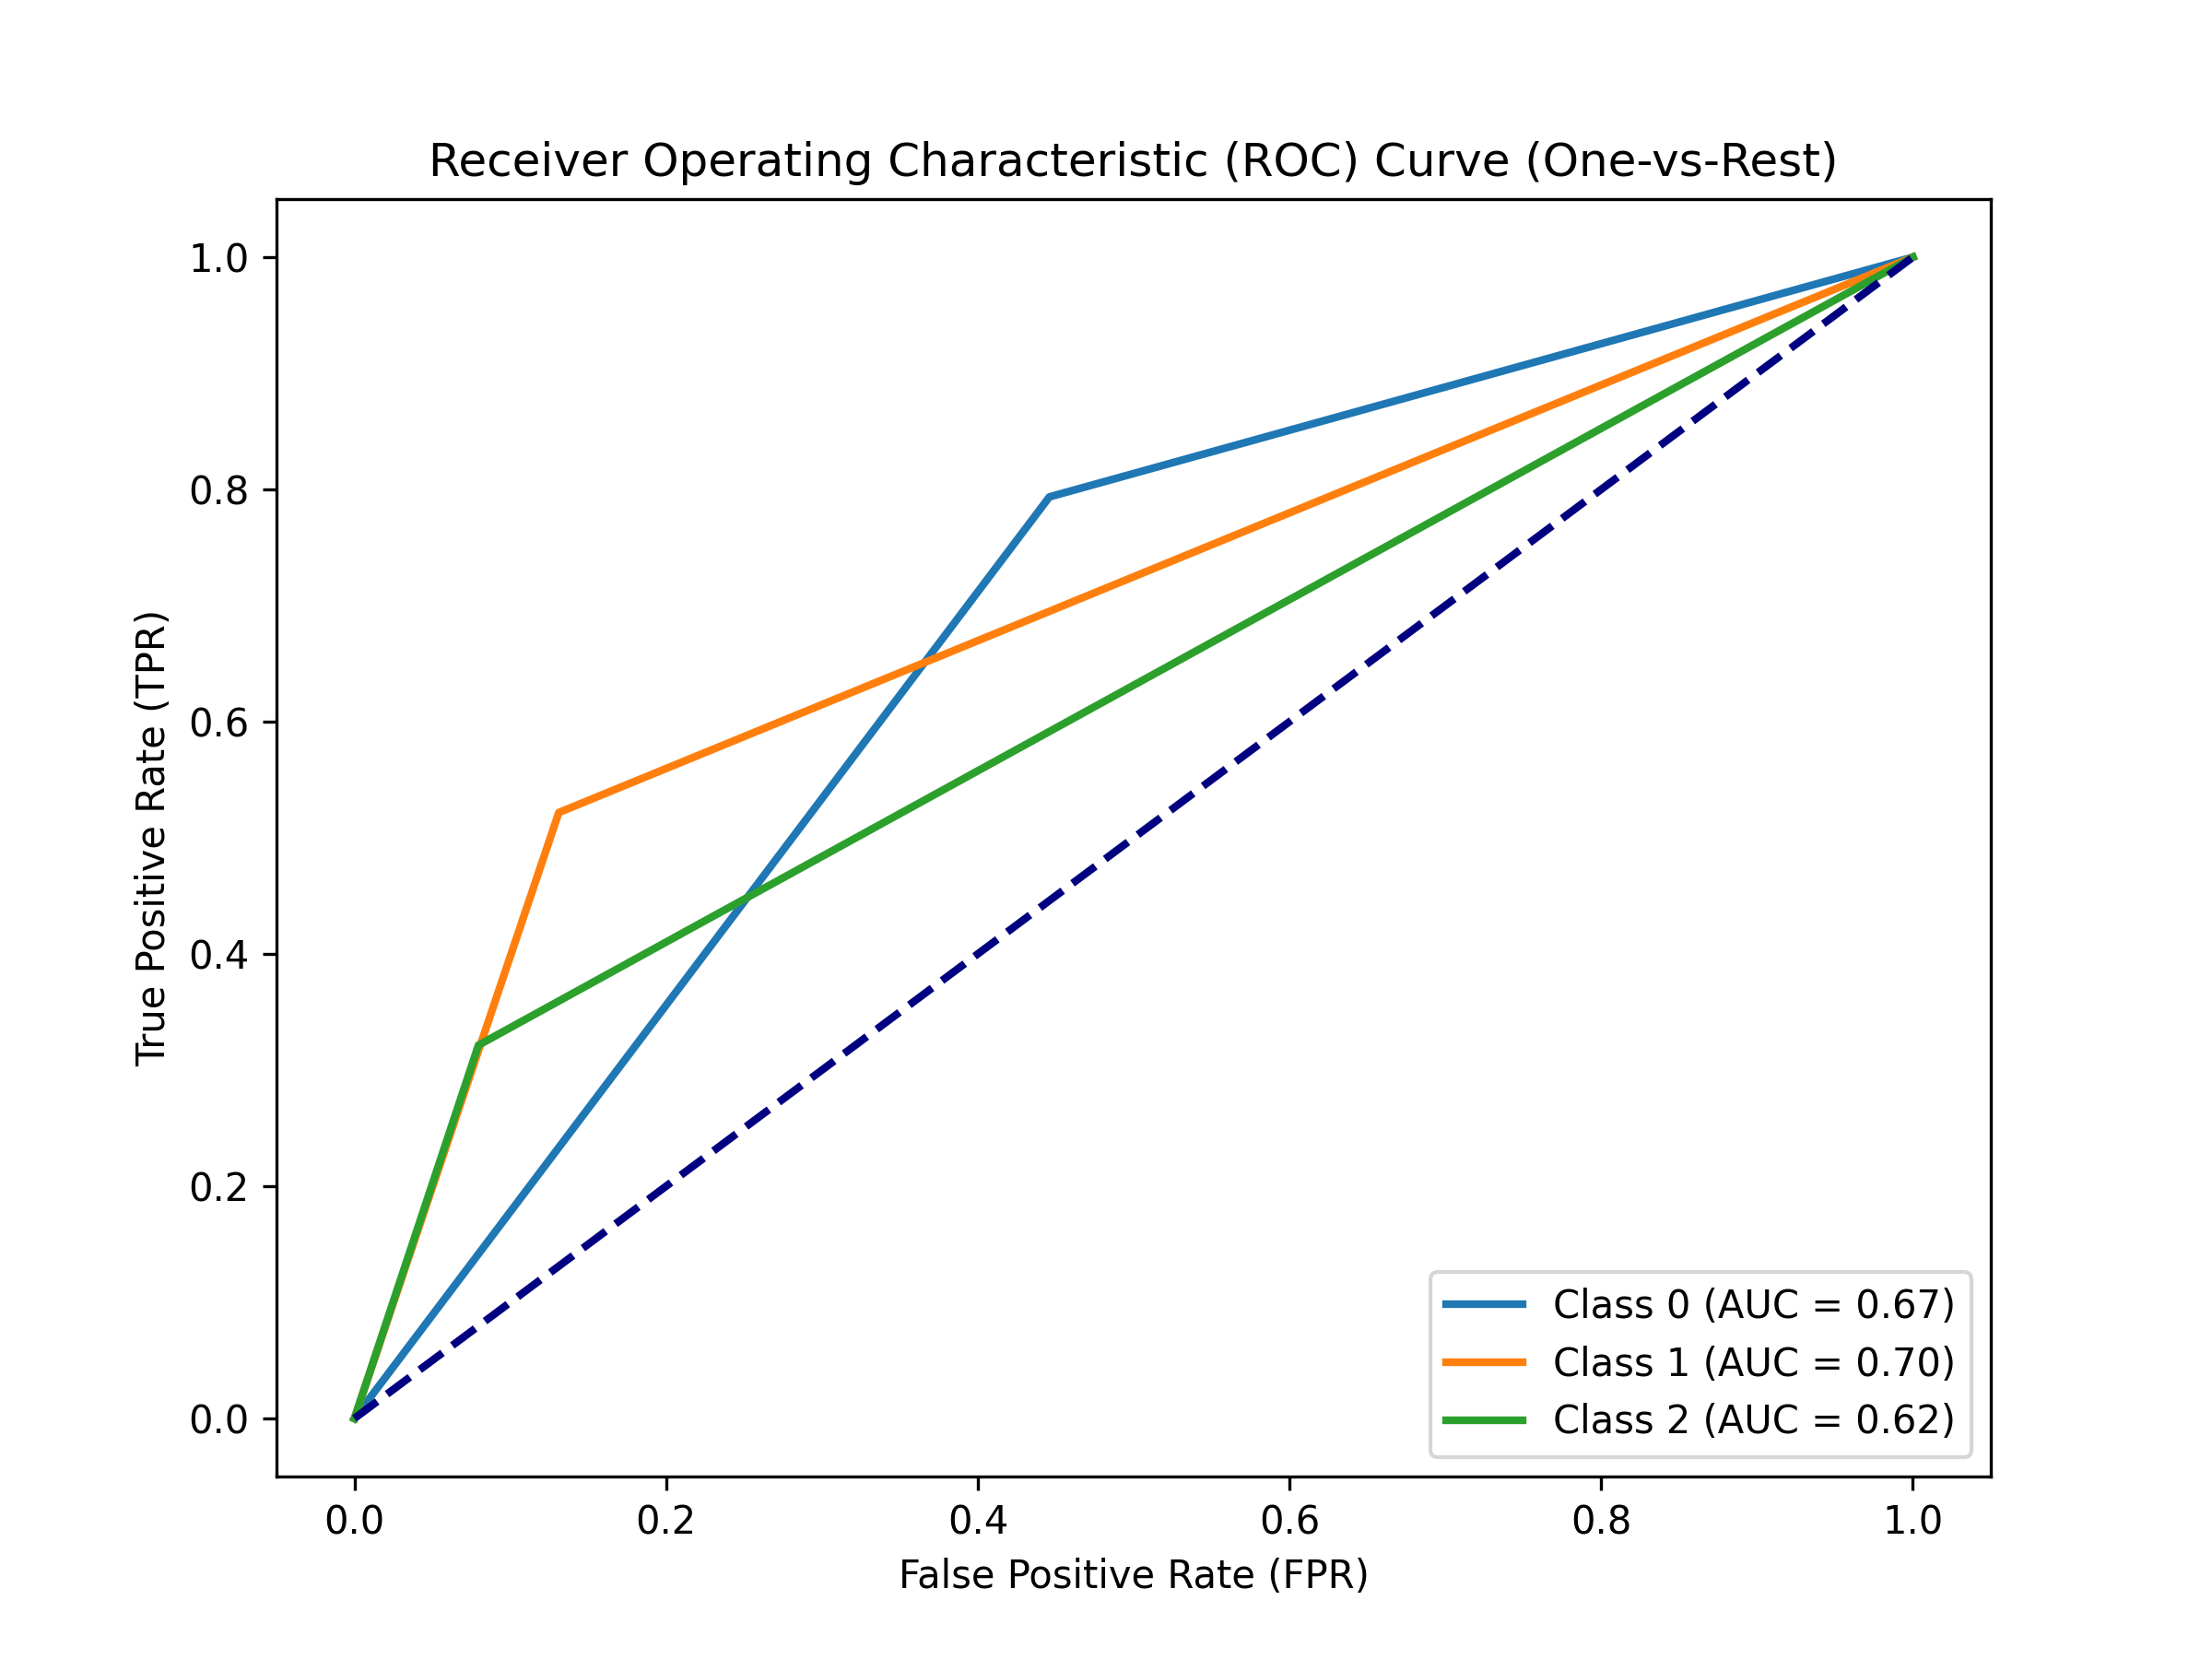 Receiver Operating Characteristic (ROC) Curve (One-vs-Rest)
True Positive Rate (TPR)
1.0
0.8
0.6
0.4
0.2
0.0
0.0 0.2 0.4 0.6 0.8 1.0
False Positive Rate (FPR)
Class 0 (AUC = 0.67)
Class 1 (AUC = 0.70)
Class 2 (AUC = 0.62)